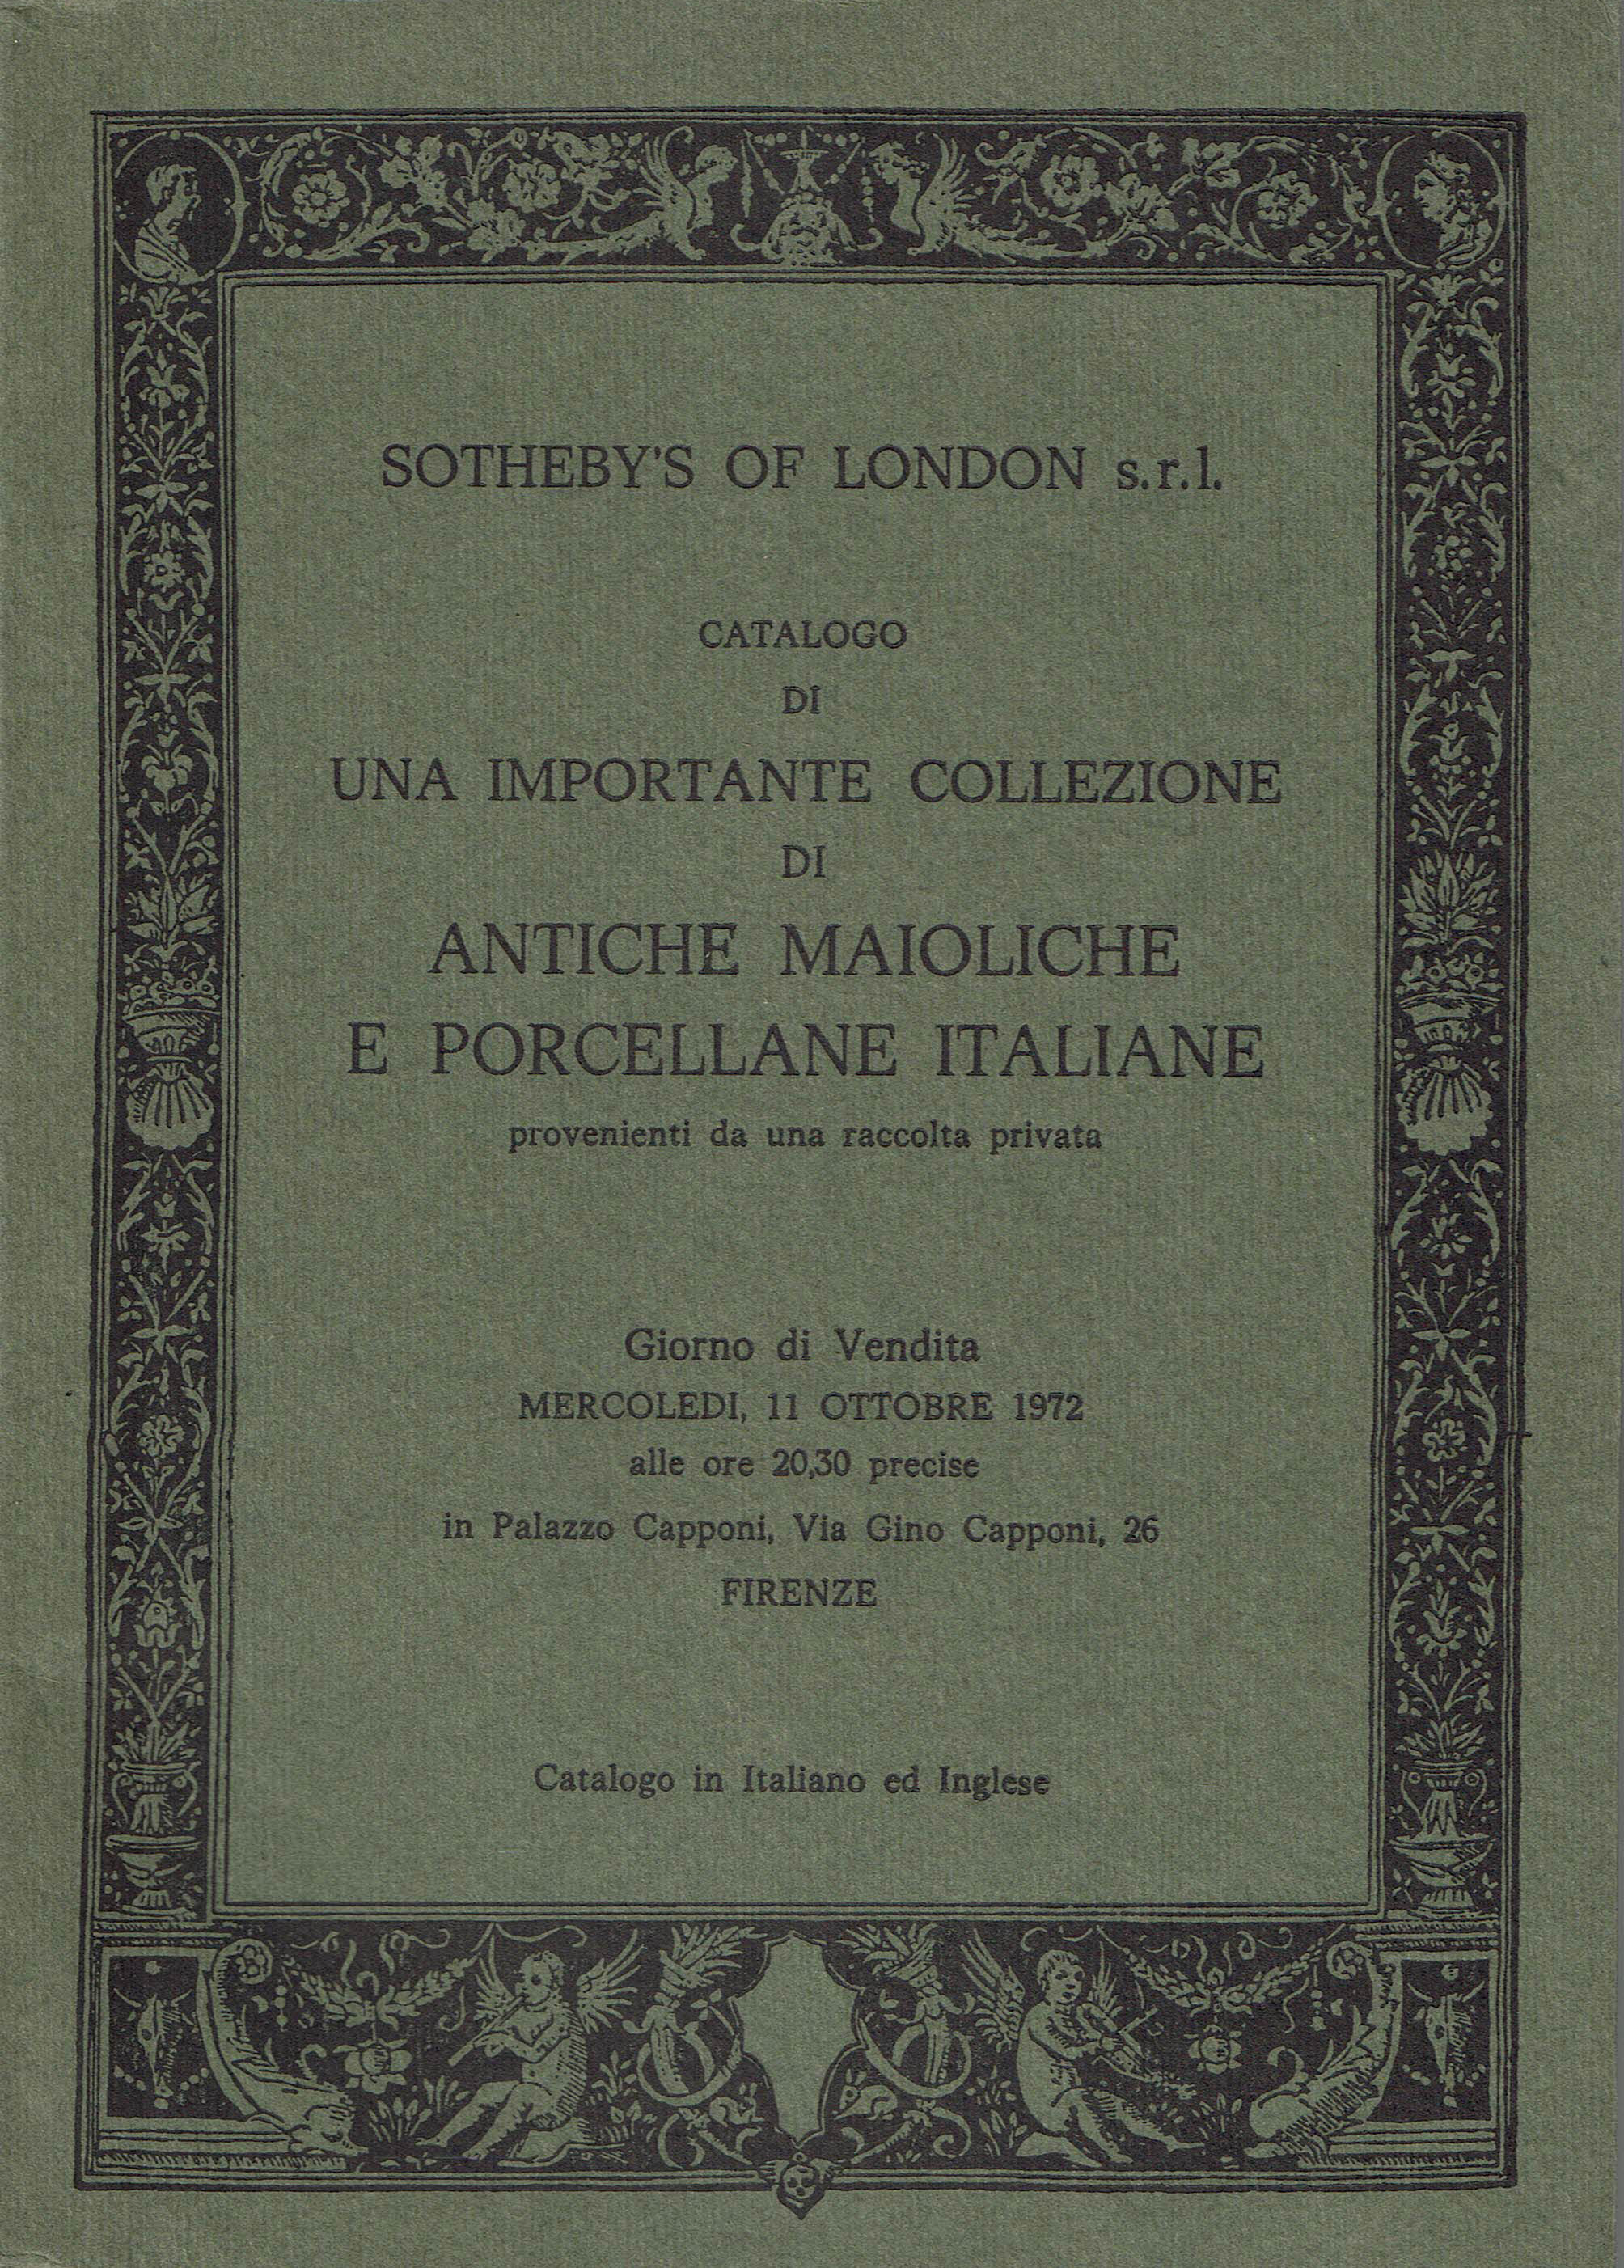 SOTHEBY'S OF LONDON s.r.l.
CATALOGO
DI
UNA IMPORTANTE COLLEZIONE
DI
ANTICHE MAIOLICHE
E PORCELLANE ITALIANE
provenienti da una raccolta privata
Giorno di Vendita
MERCOLEDI, 11 OTTOBRE 1972
alle ore 20,30 precise
in Palazzo Capponi, Via Gino Capponi, 26
FIRENZE
Catalogo in Italiano ed Inglese